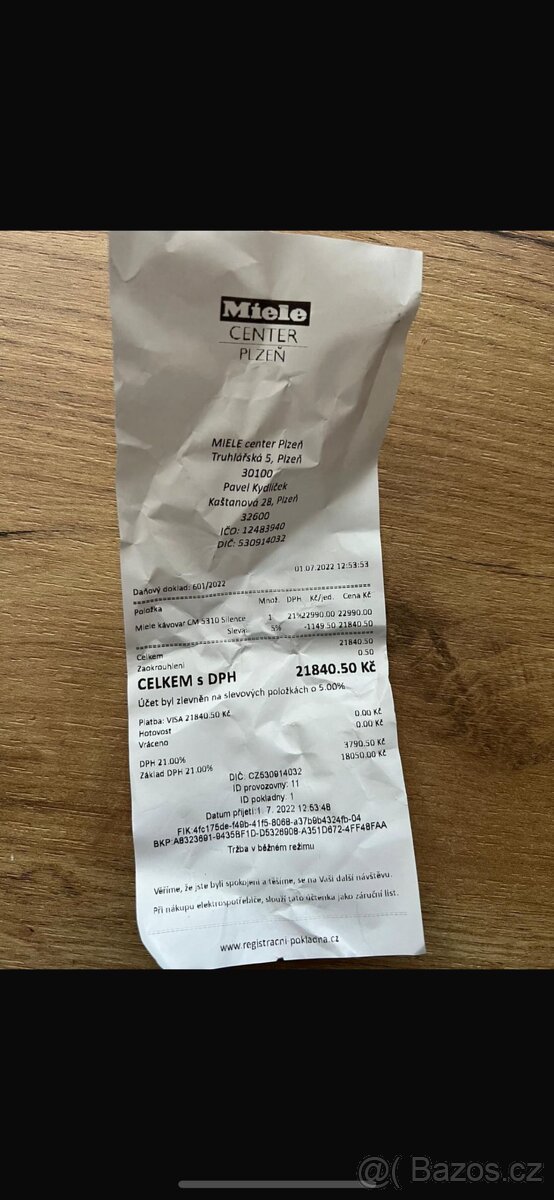 Miele
CENTER
PLZEŇ
MIELE center Plzeň
Truhlářská 5, Plzeň
30100
Pavel Kydlíček
Kaštanová 28, Plzeň
32600
IČO: 12483940
DIČ: 530914032
01.07.2022 12:53:53
Daňový doklad: 601/2022
Položka Množ. DPH Kč/jed. Cena Kč
Miele kávovar CM 5310 Silence 1 21% 22990.00 22990.00
Sleva: 5% -1149.50 21840.50
Celkem 21840.50
Zaokrouhlení 0.50
CELKEM s DPH 21840.50 Kč
Účet byl zlevněn na slevových položkách o 5.00%
Platba: VISA 21840.50 Kč
Hotovost 0.00 Kč
Vráceno 0.00 Kč
DPH 21.00% 3790.50 Kč
Základ DPH 21.00% 18050.00 Kč
DIČ: CZ530914032
ID provozovny: 11
ID pokladny: 1
Datum přijetí: 1. 7. 2022 12:53:48
FIK:4fc175de-f49b-41f5-8068-a37b9b4324fb-04
BKP:A8323691-9435BF1D-D5326908-A351D672-4FF48FAA
Tržba v běžném režimu
Věříme, že jste byli spokojeni a těšíme, se na Vaši další návštěvu.
Při nákupu elektrospotřebiče, slouží tato účtenka jako záruční list.
www.registracni-pokladna.cz
@( Bazos.cz